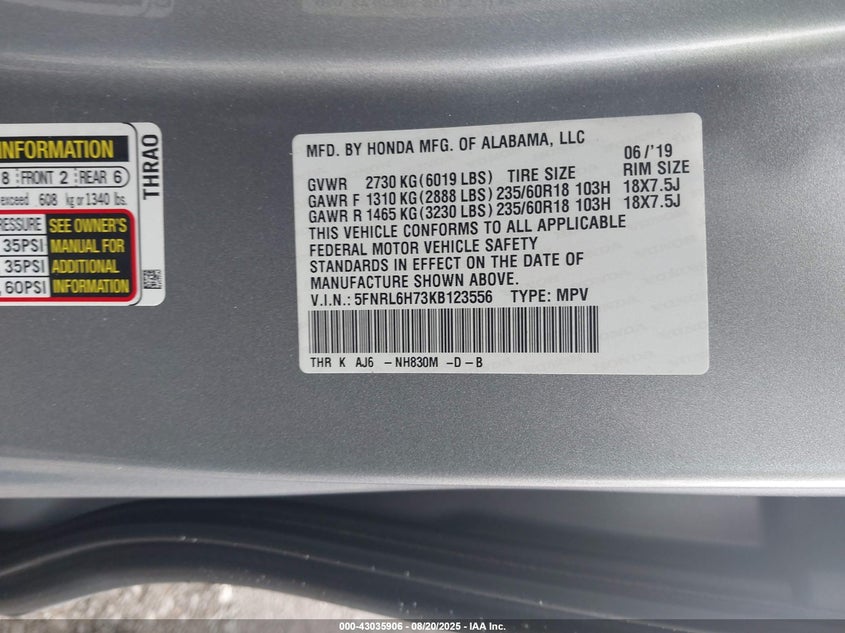 INFORMATION
8 FRONT 2 REAR 6
exceed 608 kg or 1340 lbs.
PRESSURE SEE OWNER'S
35PSI MANUAL FOR
35PSI ADDITIONAL
60PSI INFORMATION
THRA0
MFD. BY HONDA MFG. OF ALABAMA, LLC
06/'19
GVWR 2730 KG(6019 LBS) TIRE SIZE RIM SIZE
GAWR F 1310 KG(2888 LBS) 235/60R18 103H 18X7.5J
GAWR R 1465 KG(3230 LBS) 235/60R18 103H 18X7.5J
THIS VEHICLE CONFORMS TO ALL APPLICABLE
FEDERAL MOTOR VEHICLE SAFETY
STANDARDS IN EFFECT ON THE DATE OF
MANUFACTURE SHOWN ABOVE.
V.I.N.: 5FNRL6H73KB123556 TYPE: MPV
THR K AJ6 -NH830M -D-B
000-43035906 - 08/20/2025 - IAA Inc.